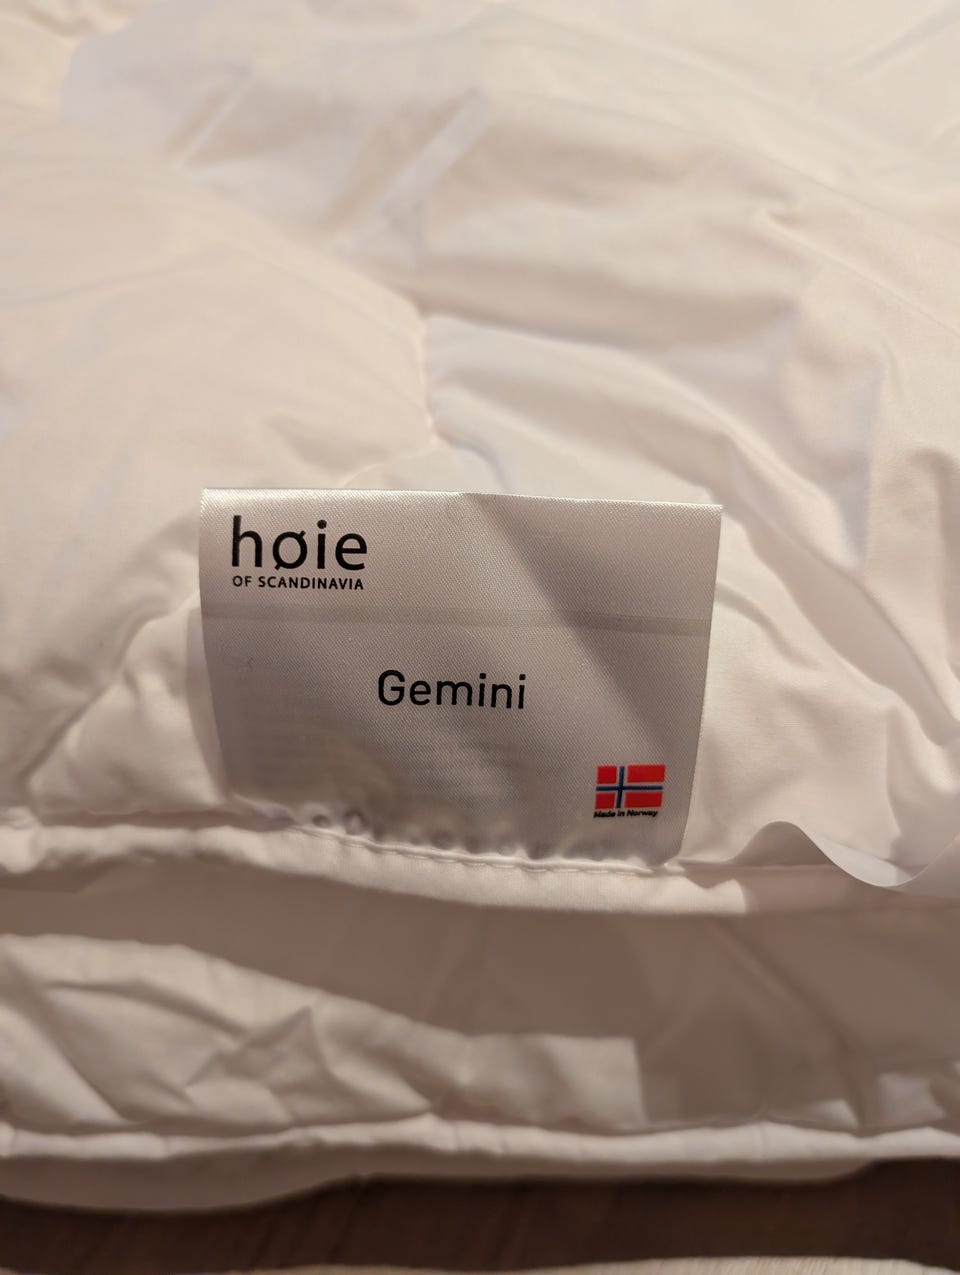 høie
OF SCANDINAVIA
Gemini
Made in Norway